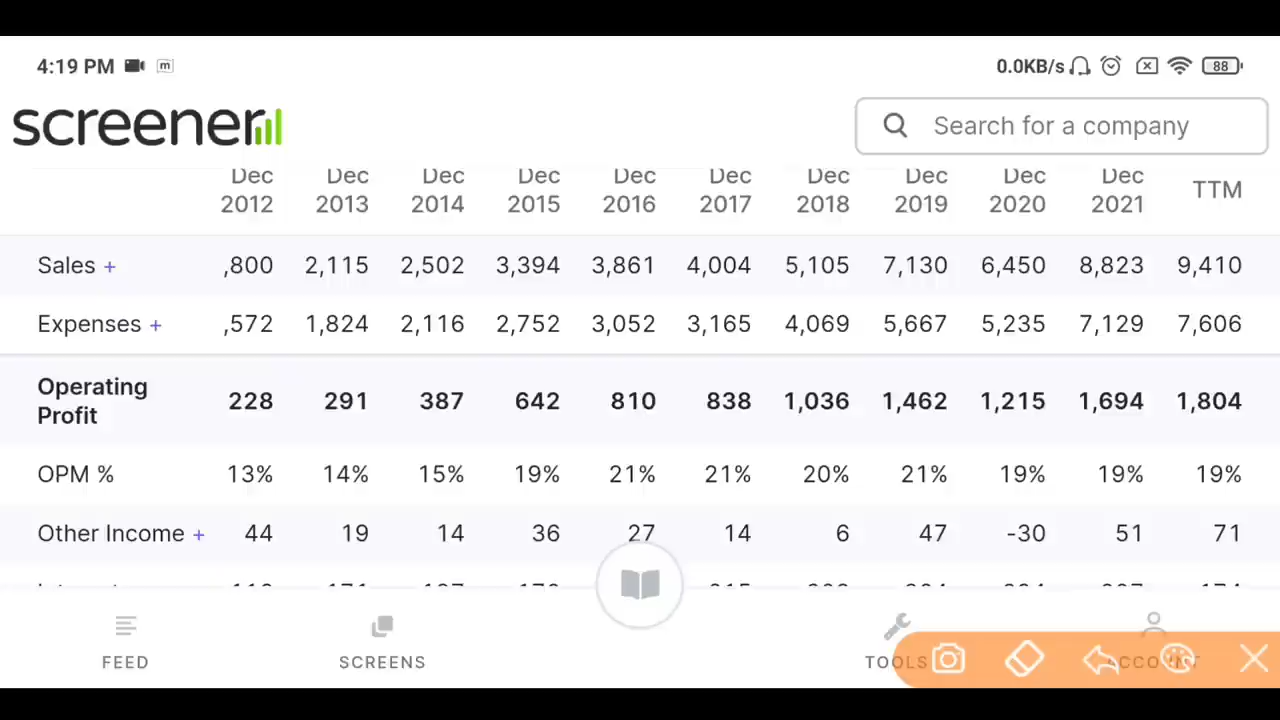 4:19 PM m 0.0KB/s 88
screener Search for a company
Dec Dec Dec Dec Dec Dec Dec Dec Dec Dec
2012 2013 2014 2015 2016 2017 2018 2019 2020 2021 TTM
Sales + ,800 2,115 2,502 3,394 3,861 4,004 5,105 7,130 6,450 8,823 9,410
Expenses + ,572 1,824 2,116 2,752 3,052 3,165 4,069 5,667 5,235 7,129 7,606
Operating
Profit 228 291 387 642 810 838 1,036 1,462 1,215 1,694 1,804
OPM % 13% 14% 15% 19% 21% 21% 20% 21% 19% 19% 19%
Other Income + 44 19 14 36 27 14 6 47 -30 51 71
FEED SCREENS TOOLS ACCOUNT